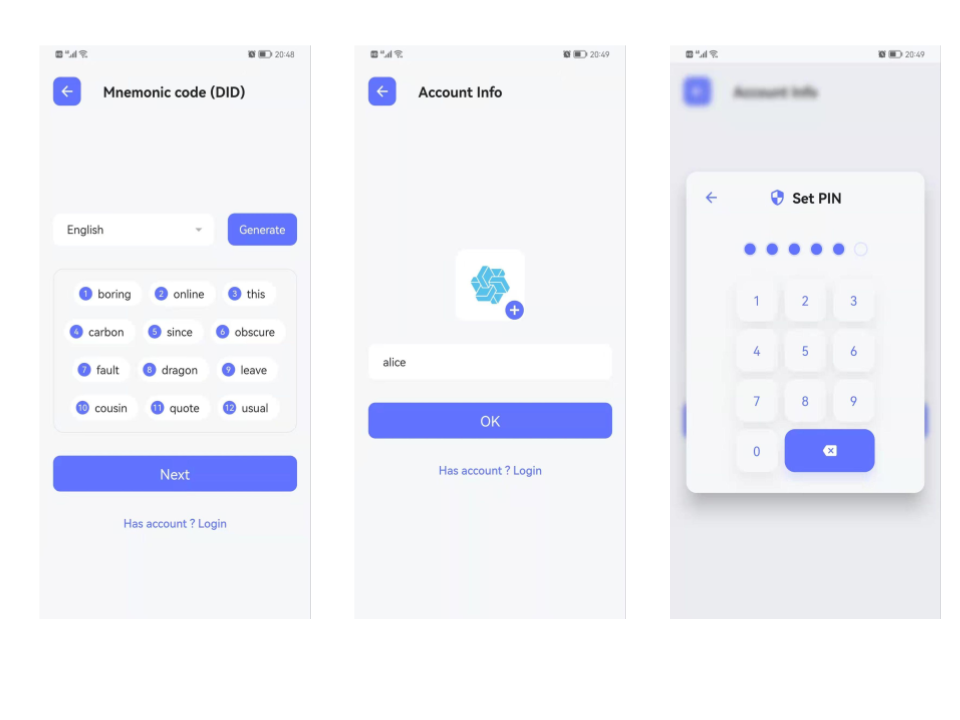 20:48
Mnemonic code (DID)
English
Generate
1 boring 2 online 3 this
4 carbon 5 since 6 obscure
7 fault 8 dragon 9 leave
10 cousin 11 quote 12 usual
Next
Has account ? Login
20:49
Account Info
alice
OK
Has account ? Login
20:49
Account Info
Set PIN
1 2 3
4 5 6
7 8 9
0